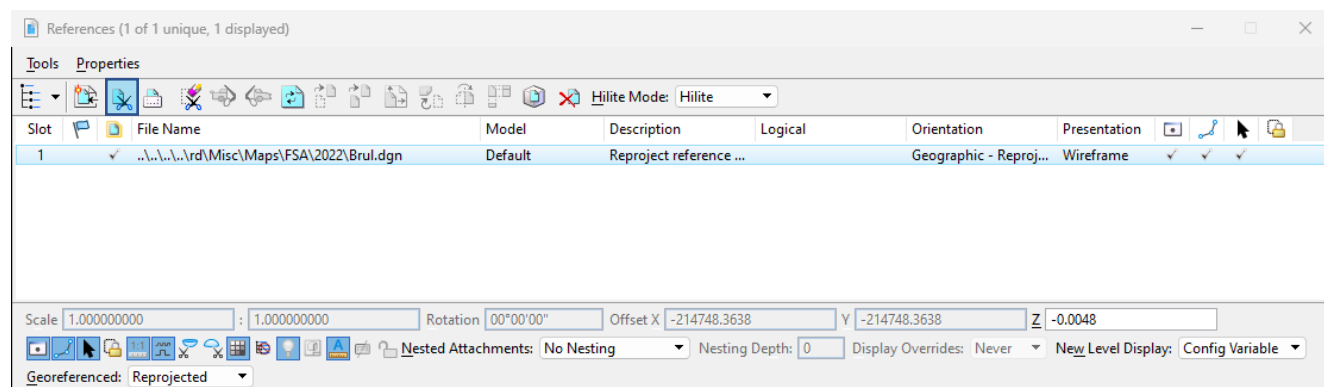 References (1 of 1 unique, 1 displayed)
Tools Properties
Hilite Mode: Hilite
Slot File Name Model Description Logical Orientation Presentation
1 ..\..\..\..\rd\Misc\Maps\FSA\2022\Brul.dgn Default Reproject reference ... Geographic - Reproj... Wireframe
Scale 1.000000000 : 1.000000000 Rotation 00°00'00" Offset X -214748.3638 Y -214748.3638 Z -0.0048
1:1 A Nested Attachments: No Nesting Nesting Depth: 0 Display Overrides: Never New Level Display: Config Variable
Georeferenced: Reprojected